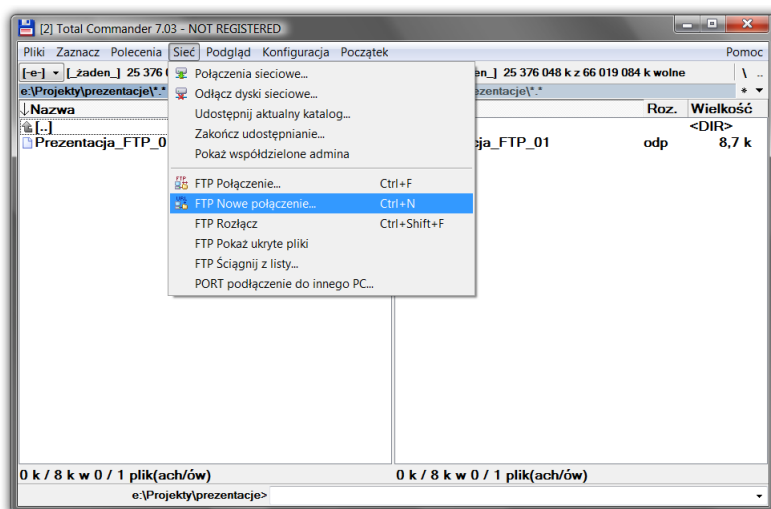 [2] Total Commander 7.03 - NOT REGISTERED
Pliki Zaznacz Polecenia Sieć Podgląd Konfiguracja Początek Pomoc
[-e-] [_żaden_] 25 376 en_] 25 376 048 k z 66 019 084 k wolne \ ..
e:\Projekty\prezentacje\*.* ezentacje\*.* * ▼
↓Nazwa Roz. Wielkość
[..] <DIR>
Prezentacja_FTP_0 cja_FTP_01 odp 8,7 k
Połączenia sieciowe...
Odłącz dyski sieciowe...
Udostępnij aktualny katalog...
Zakończ udostępnianie...
Pokaż współdzielone admina
FTP Połączenie... Ctrl+F
FTP Nowe połączenie... Ctrl+N
FTP Rozłącz Ctrl+Shift+F
FTP Pokaż ukryte pliki
FTP Ściągnij z listy...
PORT podłączenie do innego PC...
0 k / 8 k w 0 / 1 plik(ach/ów) 0 k / 8 k w 0 / 1 plik(ach/ów)
e:\Projekty\prezentacje>